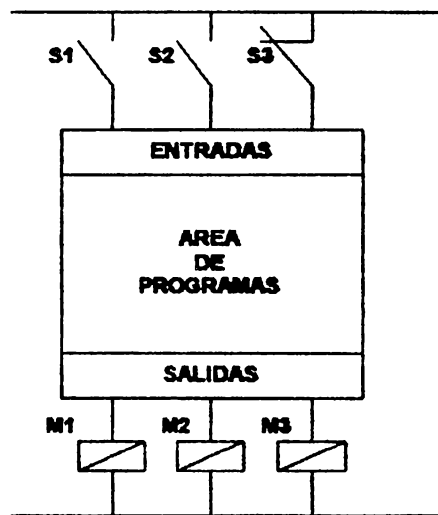 S1 S2 S3
ENTRADAS
AREA
DE
PROGRAMAS
SALIDAS
M1 M2 M3